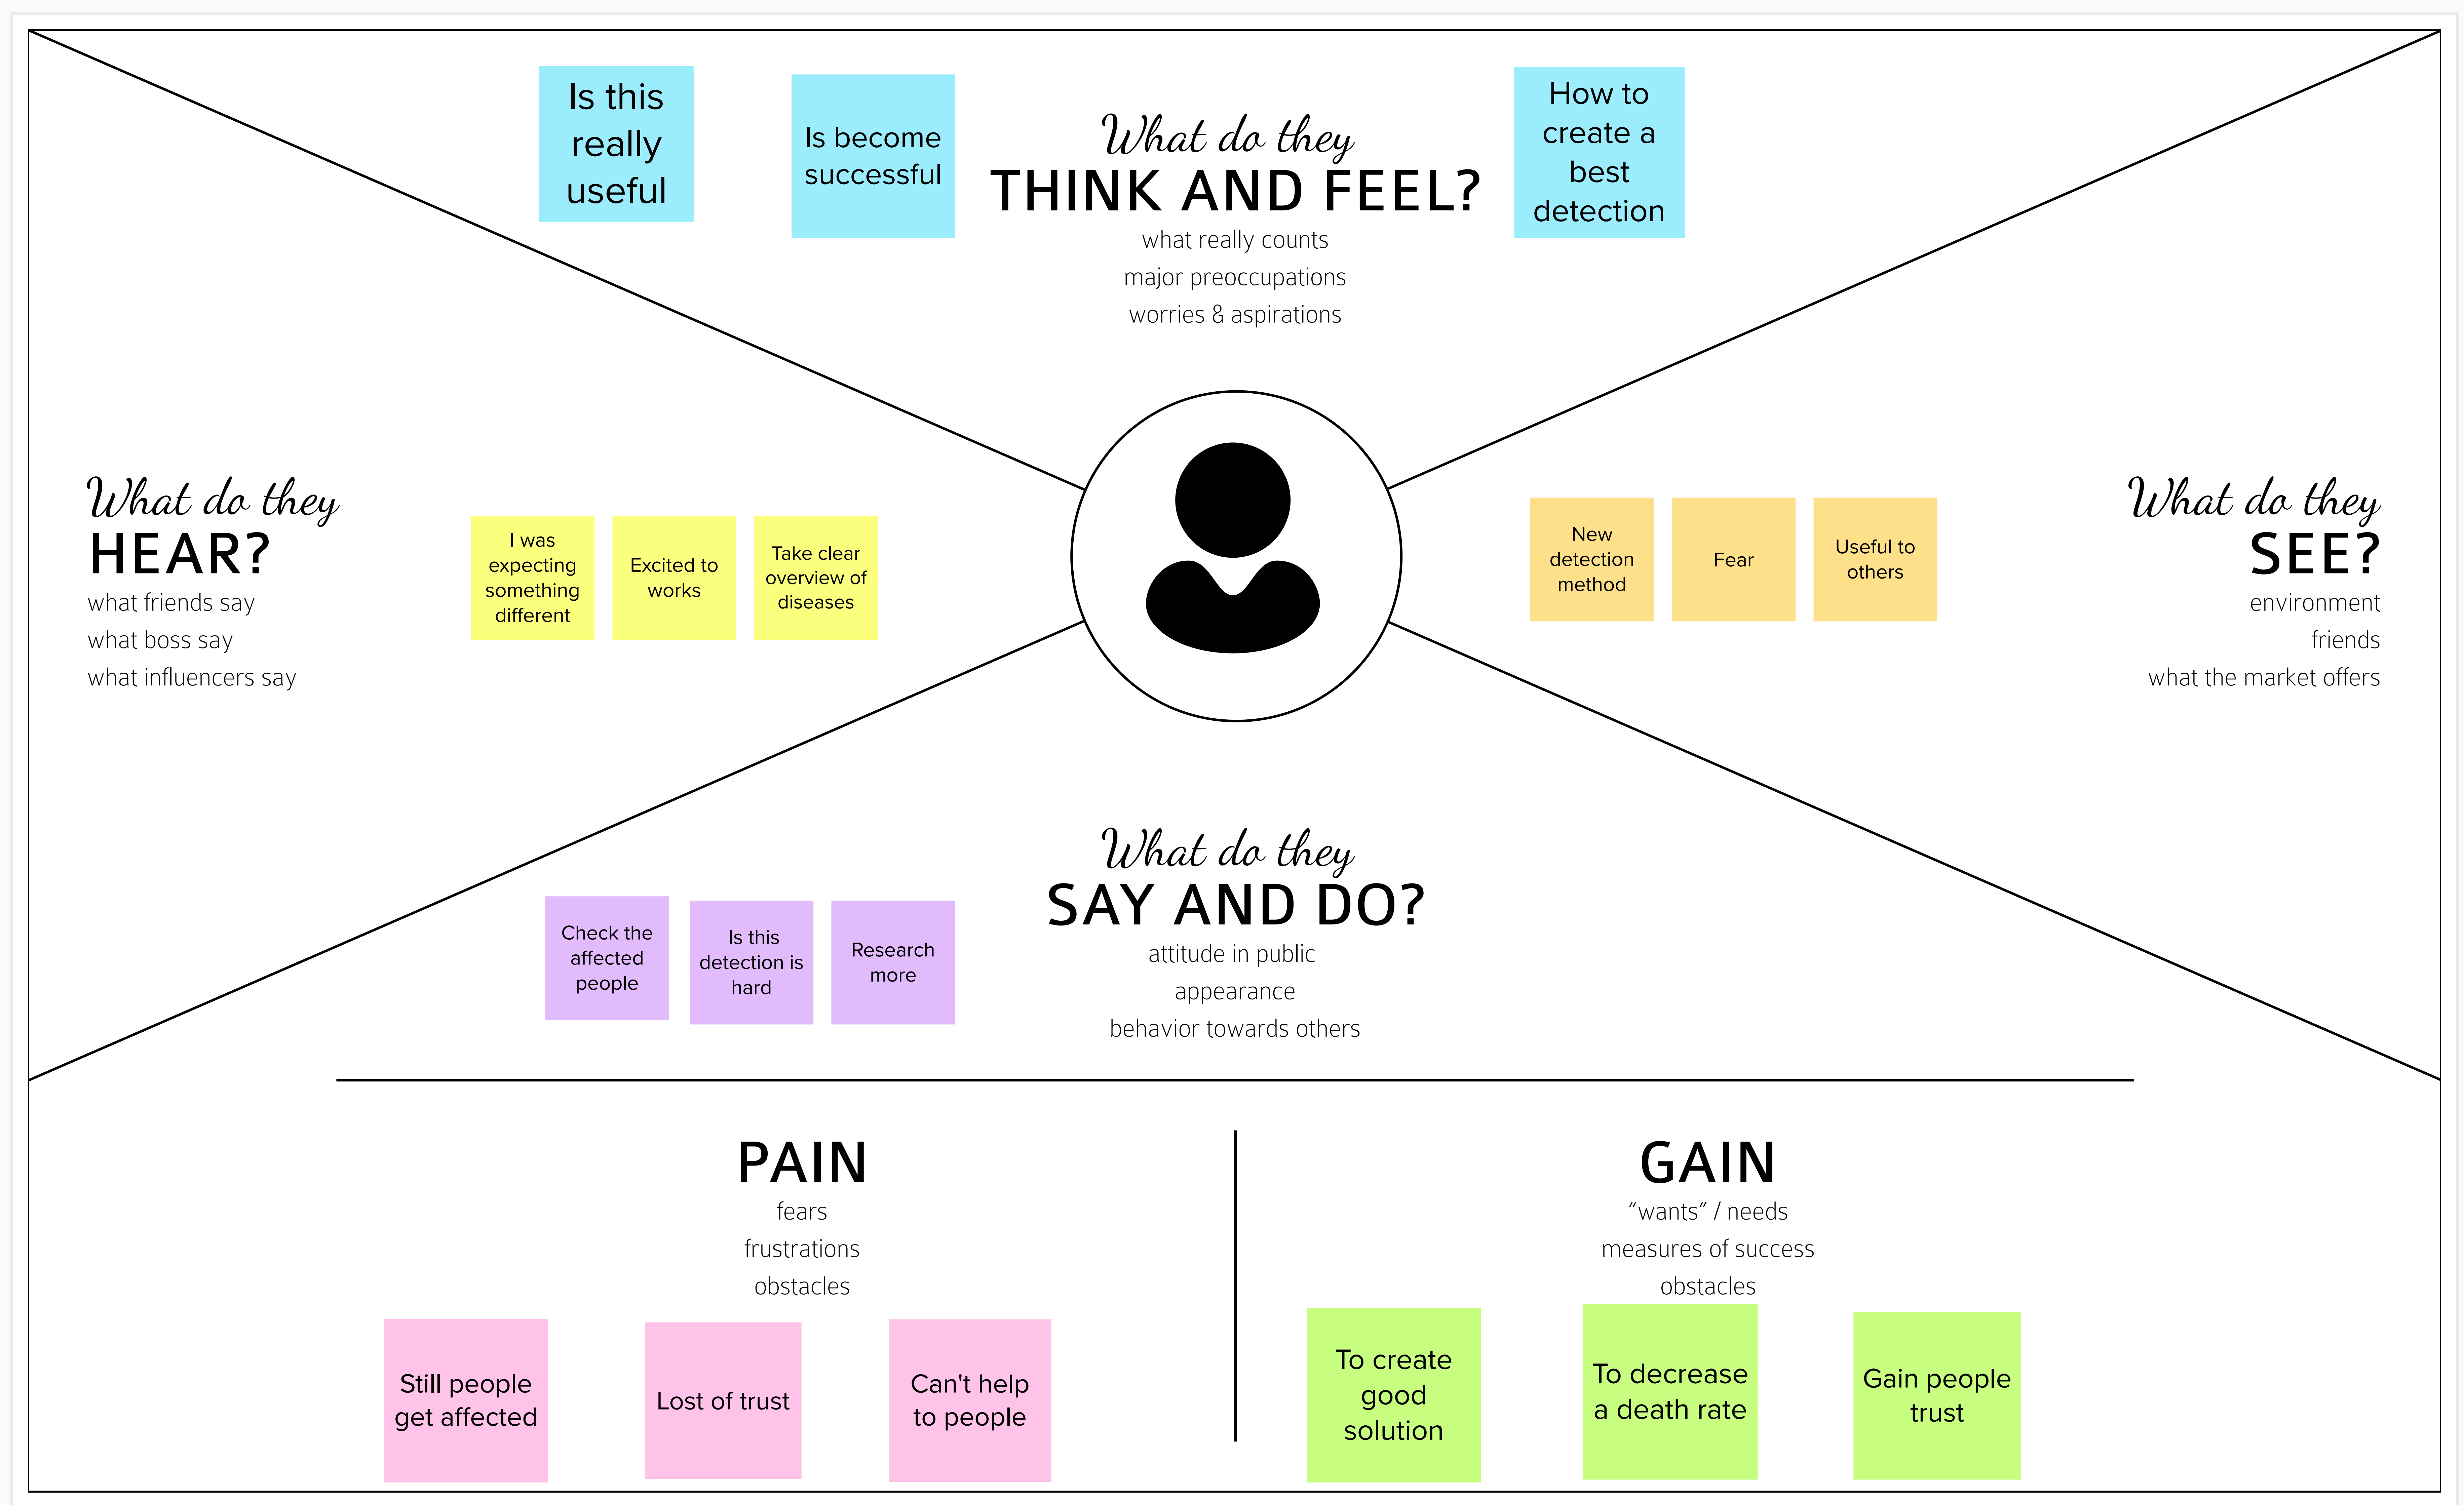 Is this
really
useful
Is become
successful
What do they
THINK AND FEEL?
what really counts
major preoccupations
worries & aspirations
How to
create a
best
detection
What do they
HEAR?
what friends say
what boss say
what influencers say
I was
expecting
something
different
Excited to
works
Take clear
overview of
diseases
New
detection
method
Fear
Useful to
others
What do they
SEE?
environment
friends
what the market offers
What do they
SAY AND DO?
attitude in public
appearance
behavior towards others
Check the
affected
people
Is this
detection is
hard
Research
more
PAIN
fears
frustrations
obstacles
Still people
get affected
Lost of trust
Can't help
to people
GAIN
“wants” / needs
measures of success
obstacles
To create
good
solution
To decrease
a death rate
Gain people
trust